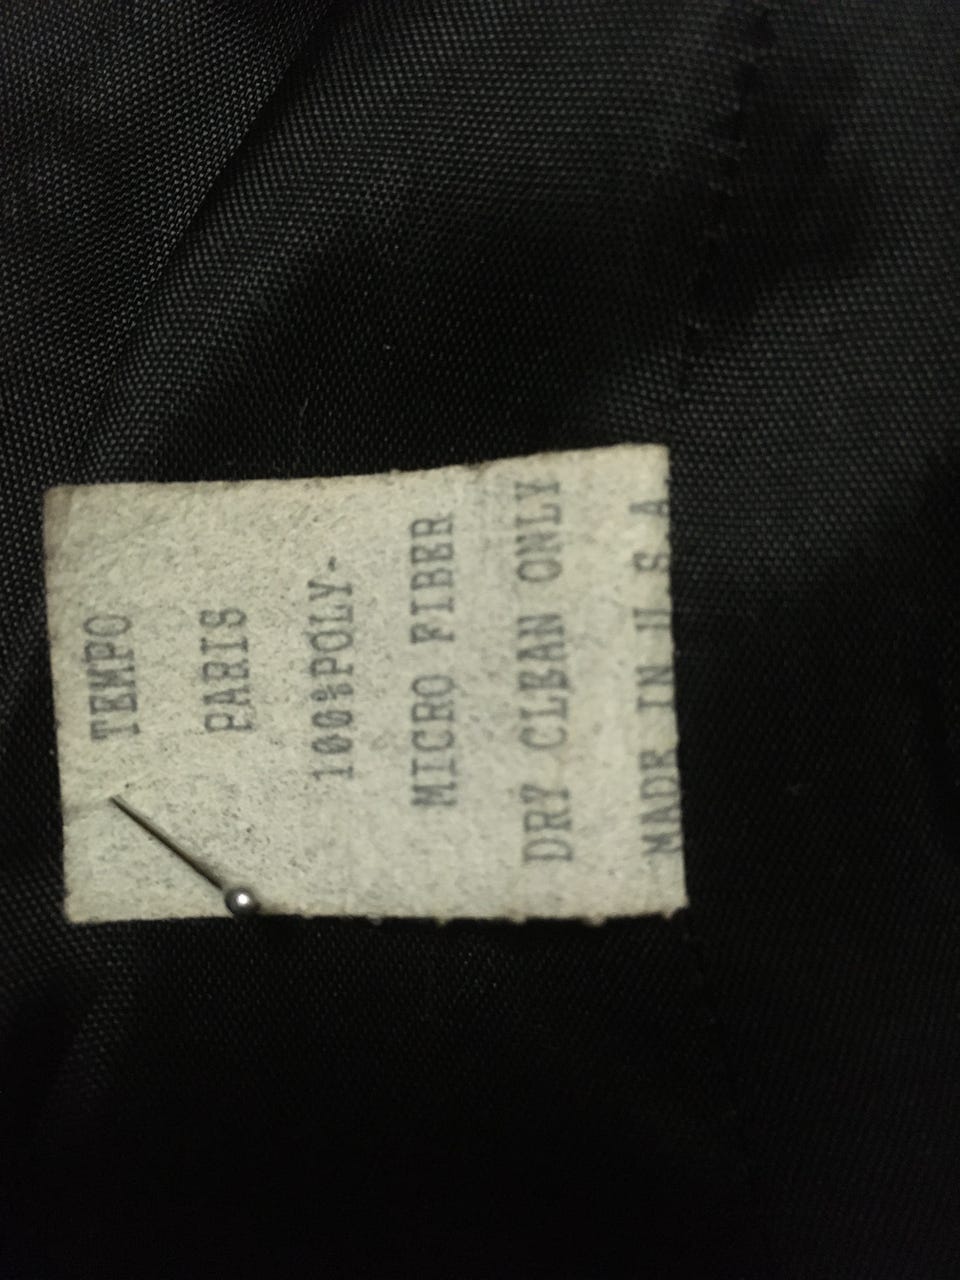 TEMPO
PARIS
100%POLY-
MICRO FIBER
DRY CLEAN ONLY
MADE IN U S A